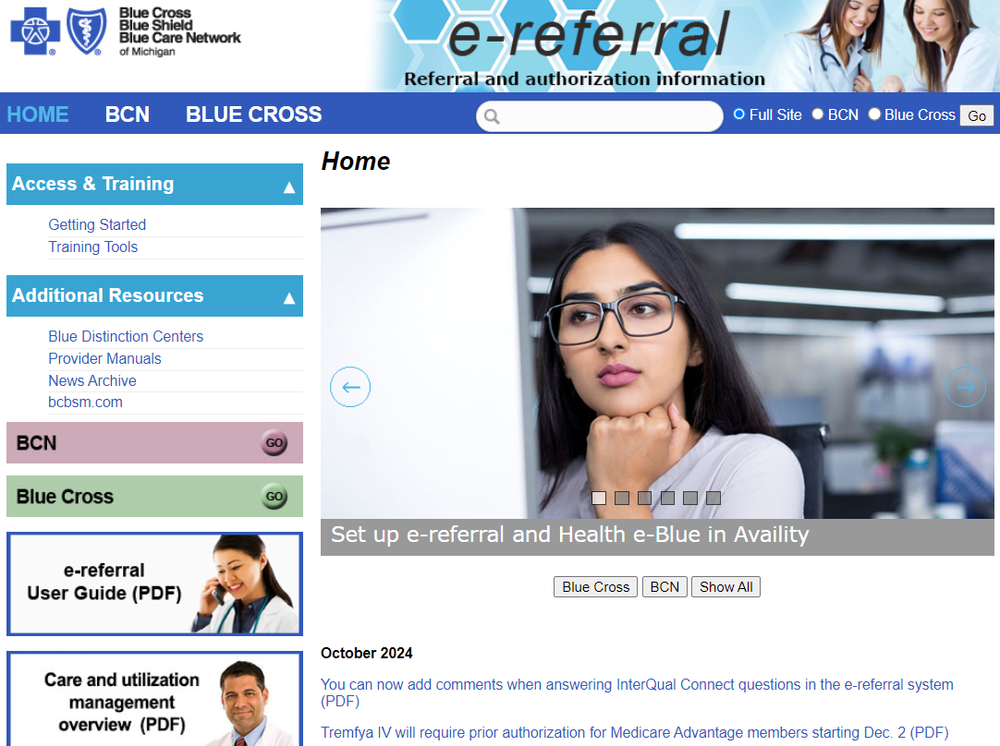 Blue Cross
Blue Shield
Blue Care Network
of Michigan
e-referral
Referral and authorization information
HOME BCN BLUE CROSS
Full Site BCN Blue Cross Go
Home
Access & Training
Getting Started
Training Tools
Additional Resources
Blue Distinction Centers
Provider Manuals
News Archive
bcbsm.com
BCN GO
Blue Cross GO
e-referral
User Guide (PDF)
Care and utilization
management
overview (PDF)
Set up e-referral and Health e-Blue in Availity
Blue Cross BCN Show All
October 2024
You can now add comments when answering InterQual Connect questions in the e-referral system
(PDF)
Tremfya IV will require prior authorization for Medicare Advantage members starting Dec. 2 (PDF)